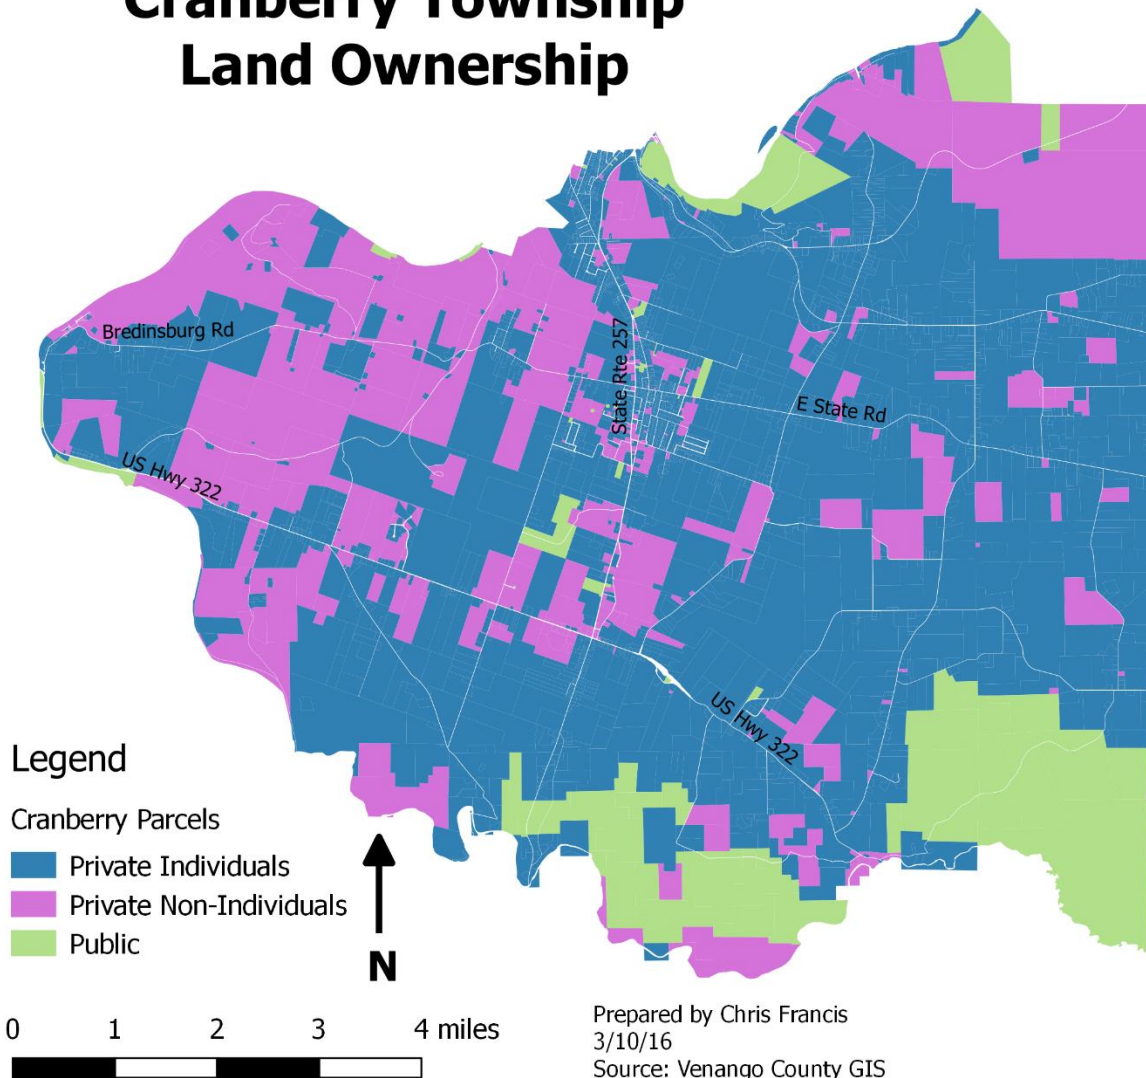 Cranberry Township
Land Ownership
Bredinsburg Rd
State Rte 257
E State Rd
US Hwy 322
US Hwy 322
Legend
Cranberry Parcels
Private Individuals
Private Non-Individuals
Public
N
0 1 2 3 4 miles
Prepared by Chris Francis
3/10/16
Source: Venango County GIS